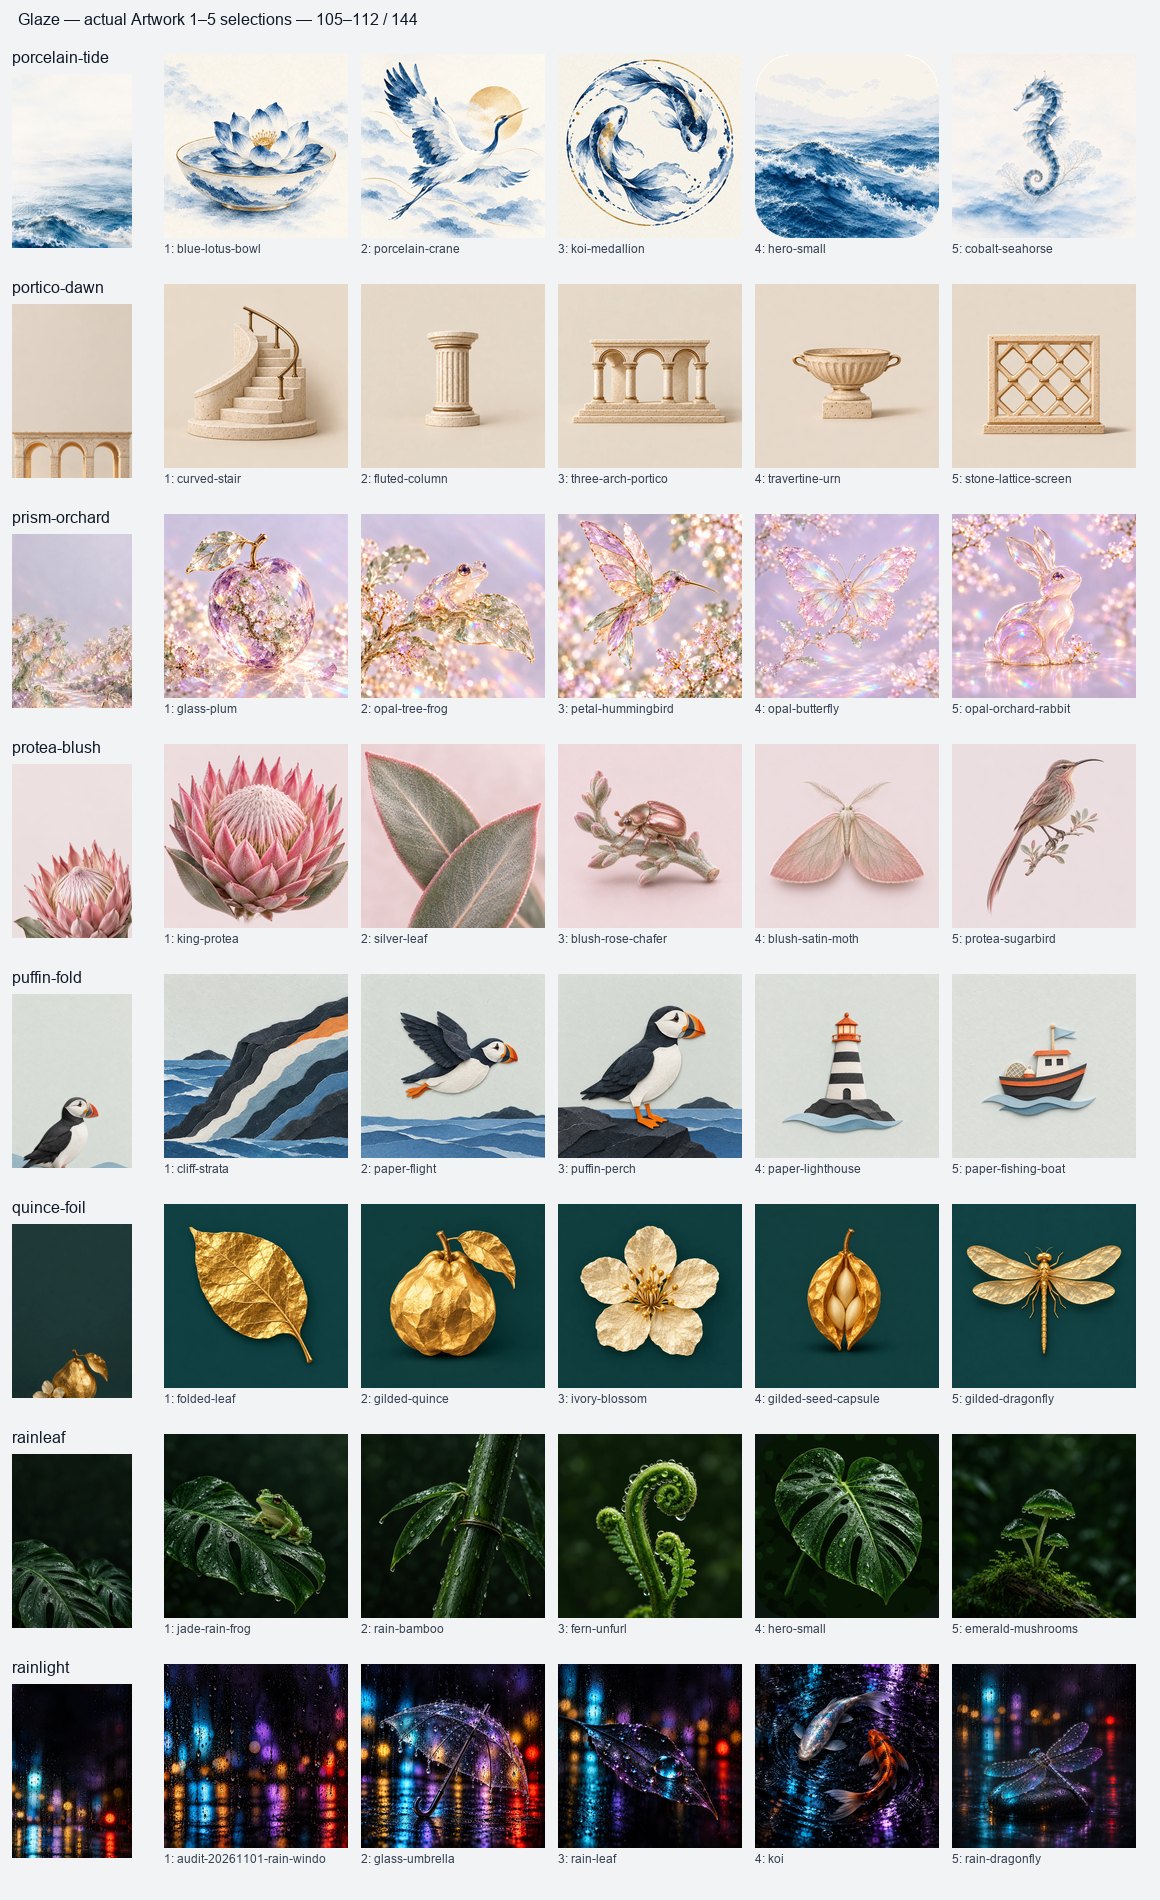 Glaze — actual Artwork 1–5 selections — 105–112 / 144
porcelain-tide
1: blue-lotus-bowl
2: porcelain-crane
3: koi-medallion
4: hero-small
5: cobalt-seahorse
portico-dawn
1: curved-stair
2: fluted-column
3: three-arch-portico
4: travertine-urn
5: stone-lattice-screen
prism-orchard
1: glass-plum
2: opal-tree-frog
3: petal-hummingbird
4: opal-butterfly
5: opal-orchard-rabbit
protea-blush
1: king-protea
2: silver-leaf
3: blush-rose-chafer
4: blush-satin-moth
5: protea-sugarbird
puffin-fold
1: cliff-strata
2: paper-flight
3: puffin-perch
4: paper-lighthouse
5: paper-fishing-boat
quince-foil
1: folded-leaf
2: gilded-quince
3: ivory-blossom
4: gilded-seed-capsule
5: gilded-dragonfly
rainleaf
1: jade-rain-frog
2: rain-bamboo
3: fern-unfurl
4: hero-small
5: emerald-mushrooms
rainlight
1: audit-20261101-rain-windo
2: glass-umbrella
3: rain-leaf
4: koi
5: rain-dragonfly